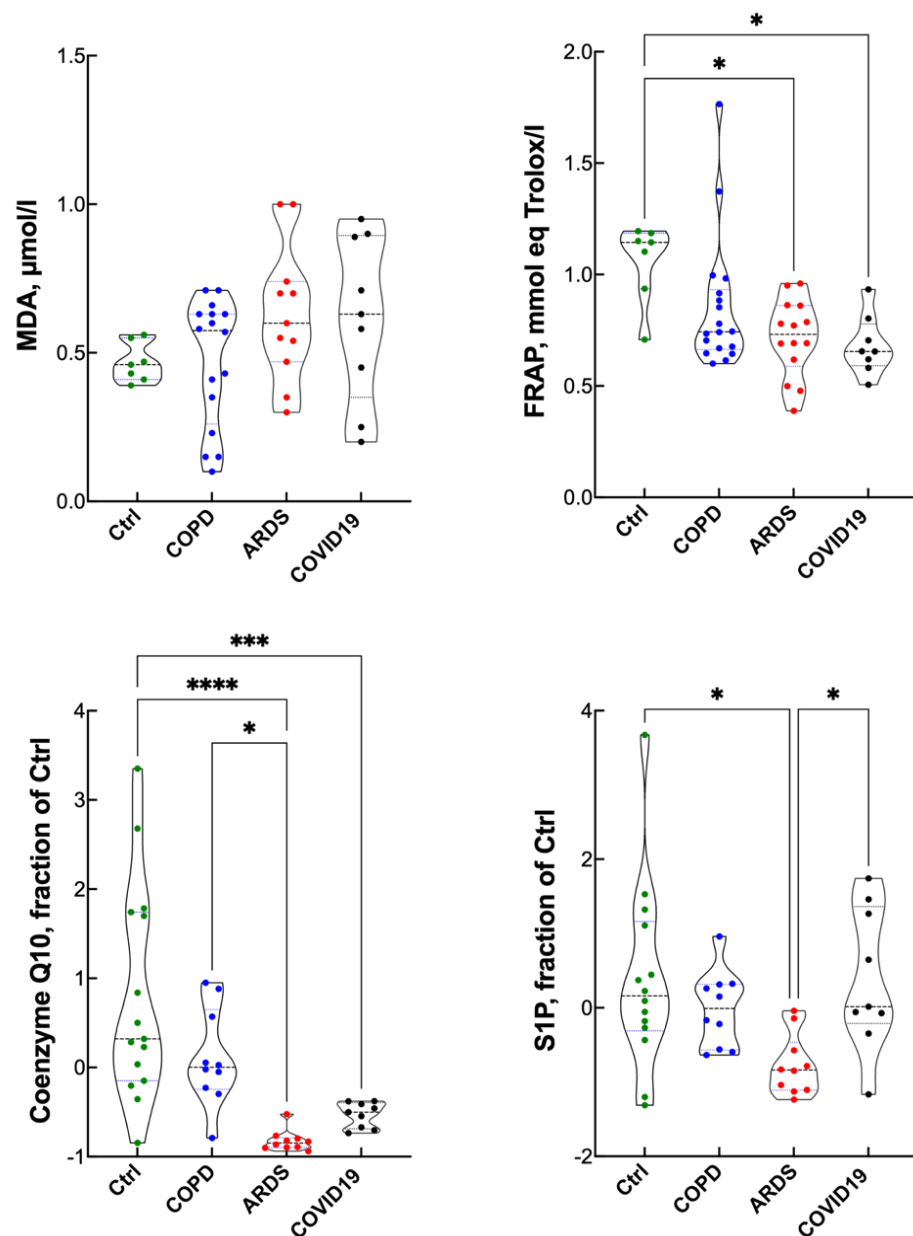 MDA, μmol/l
1.5
1.0
0.5
0.0
Ctrl
COPD
ARDS
COVID19
FRAP, mmol eq Trolox/l
2.0
1.5
1.0
0.5
0.0
*
*
Ctrl
COPD
ARDS
COVID19
Coenzyme Q10, fraction of Ctrl
4
3
2
1
0
-1
***
****
*
Ctrl
COPD
ARDS
COVID19
S1P, fraction of Ctrl
4
2
0
-2
*
*
Ctrl
COPD
ARDS
COVID19